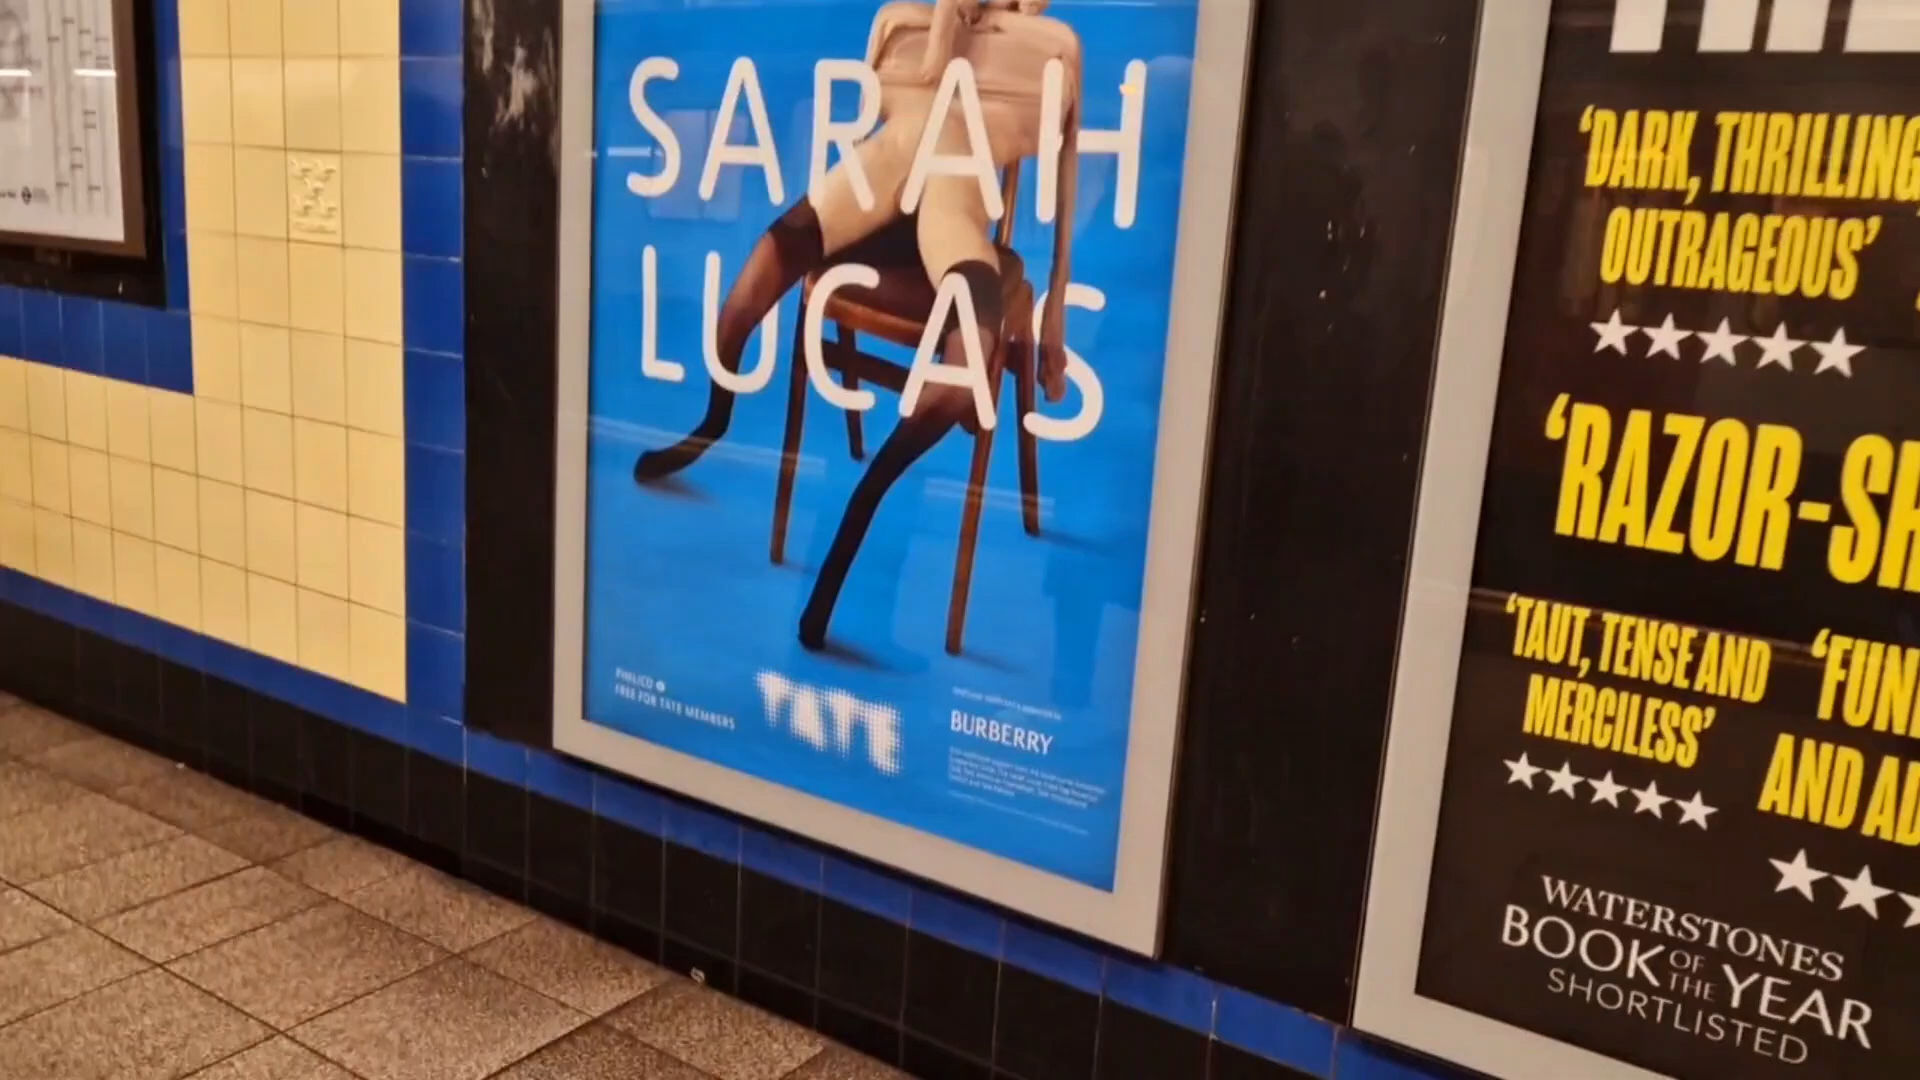 SARAH
LUCAS
PIMLICO
FREE FOR TATE MEMBERS
TATE
BURBERRY
'DARK, THRILLING,
OUTRAGEOUS'
'RAZOR-SH
'TAUT, TENSE AND
MERCILESS'
'FUN
AND AD
WATERSTONES
BOOK OF THE YEAR
SHORTLISTED